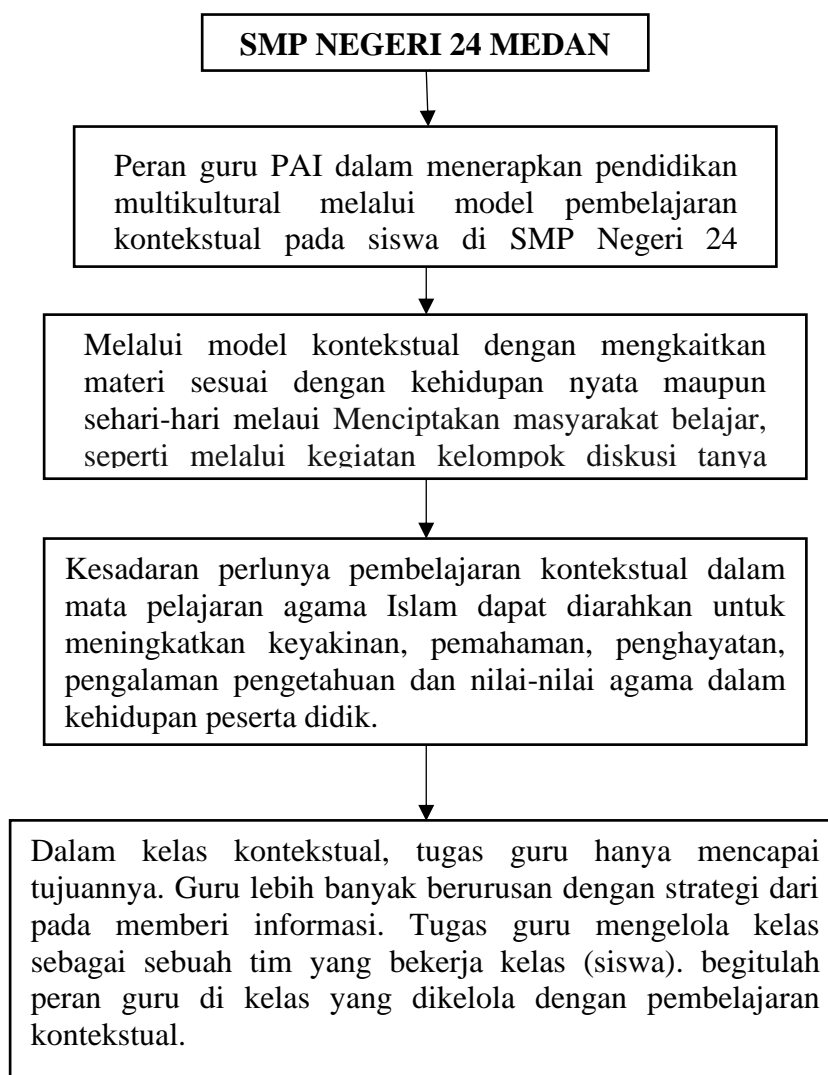 SMP NEGERI 24 MEDAN
Peran guru PAI dalam menerapkan pendidikan
multikultural melalui model pembelajaran
kontekstual pada siswa di SMP Negeri 24
Melalui model kontekstual dengan mengkaitkan
materi sesuai dengan kehidupan nyata maupun
sehari-hari melaui Menciptakan masyarakat belajar,
seperti melalui kegiatan kelompok diskusi tanya
Kesadaran perlunya pembelajaran kontekstual dalam
mata pelajaran agama Islam dapat diarahkan untuk
meningkatkan keyakinan, pemahaman, penghayatan,
pengalaman pengetahuan dan nilai-nilai agama dalam
kehidupan peserta didik.
Dalam kelas kontekstual, tugas guru hanya mencapai
tujuannya. Guru lebih banyak berurusan dengan strategi dari
pada memberi informasi. Tugas guru mengelola kelas
sebagai sebuah tim yang bekerja kelas (siswa). begitulah
peran guru di kelas yang dikelola dengan pembelajaran
kontekstual.